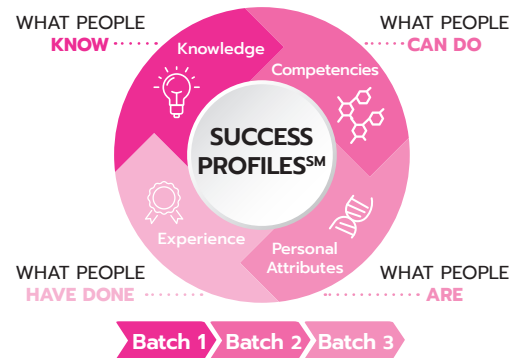 WHAT PEOPLE
KNOW
WHAT PEOPLE
CAN DO
Knowledge
Competencies
SUCCESS
PROFILES℠
Experience
Personal
Attributes
WHAT PEOPLE
HAVE DONE
WHAT PEOPLE
ARE
Batch 1
Batch 2
Batch 3